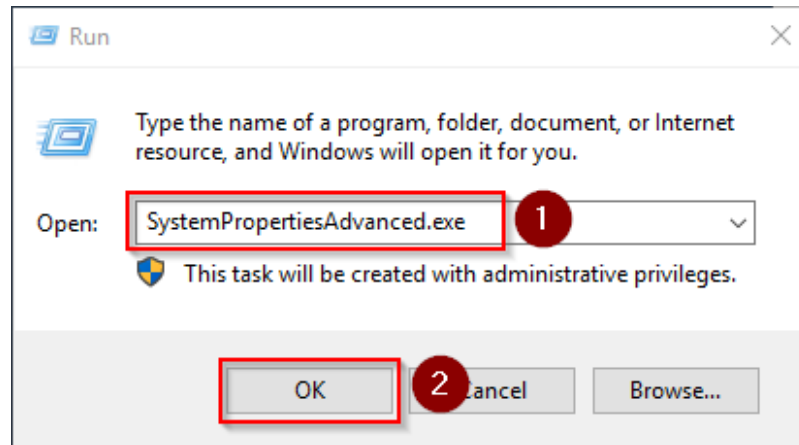 Run
Type the name of a program, folder, document, or Internet
resource, and Windows will open it for you.
Open: SystemPropertiesAdvanced.exe 1
This task will be created with administrative privileges.
OK 2 ancel Browse...